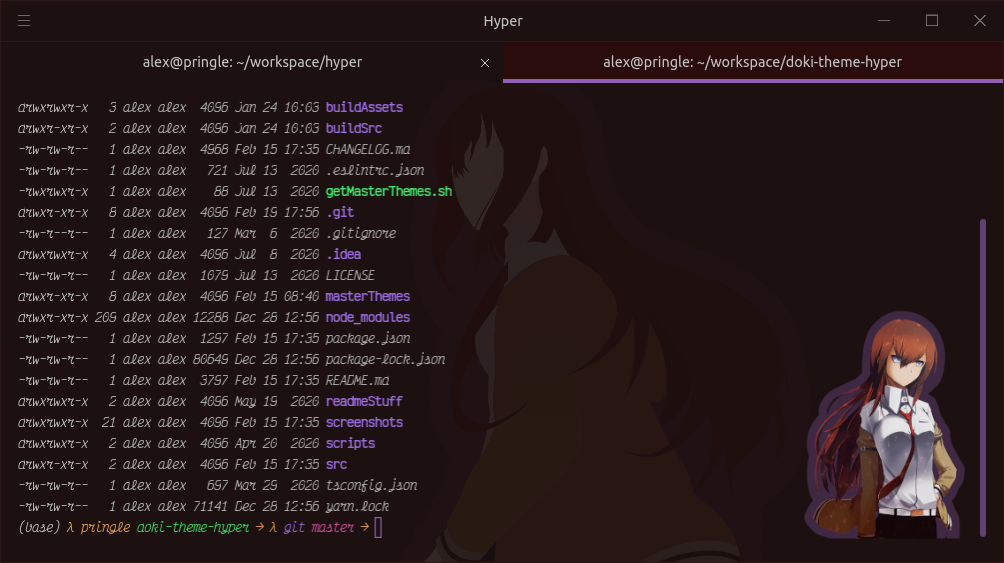 Hyper
alex@pringle: ~/workspace/hyper
alex@pringle: ~/workspace/doki-theme-hyper
drwxrwxr-x 3 alex alex 4096 Jan 24 10:03 buildAssets
drwxr-xr-x 2 alex alex 4096 Jan 24 10:03 buildSrc
-rw-rw-r-- 1 alex alex 4968 Feb 15 17:35 CHANGELOG.md
-rw-rw-r-- 1 alex alex 721 Jul 13 2020 .eslintrc.json
-rwxrwxr-x 1 alex alex 88 Jul 13 2020 getMasterThemes.sh
drwxrwxr-x 8 alex alex 4096 Feb 19 17:56 .git
-rw-r--r-- 1 alex alex 127 Mar 6 2020 .gitignore
drwxrwxr-x 4 alex alex 4096 Jul 8 2020 .idea
-rw-rw-r-- 1 alex alex 1079 Jul 13 2020 LICENSE
drwxr-xr-x 8 alex alex 4096 Feb 15 08:40 masterThemes
drwxrwxr-x 209 alex alex 12288 Dec 28 12:56 node_modules
-rw-rw-r-- 1 alex alex 1297 Feb 15 17:35 package.json
-rw-rw-r-- 1 alex alex 80649 Dec 28 12:56 package-lock.json
-rw-rw-r-- 1 alex alex 3797 Feb 15 17:35 README.md
drwxrwxr-x 2 alex alex 4096 May 19 2020 readmeStuff
drwxrwxr-x 21 alex alex 4096 Feb 15 17:35 screenshots
drwxrwxr-x 2 alex alex 4096 Apr 20 2020 scripts
drwxr-xr-x 2 alex alex 4096 Feb 15 17:35 src
-rw-rw-r-- 1 alex alex 697 Mar 29 2020 tsconfig.json
-rw-rw-r-- 1 alex alex 71141 Dec 28 12:56 yarn.lock
(base) λ pringle doki-theme-hyper → λ git master →